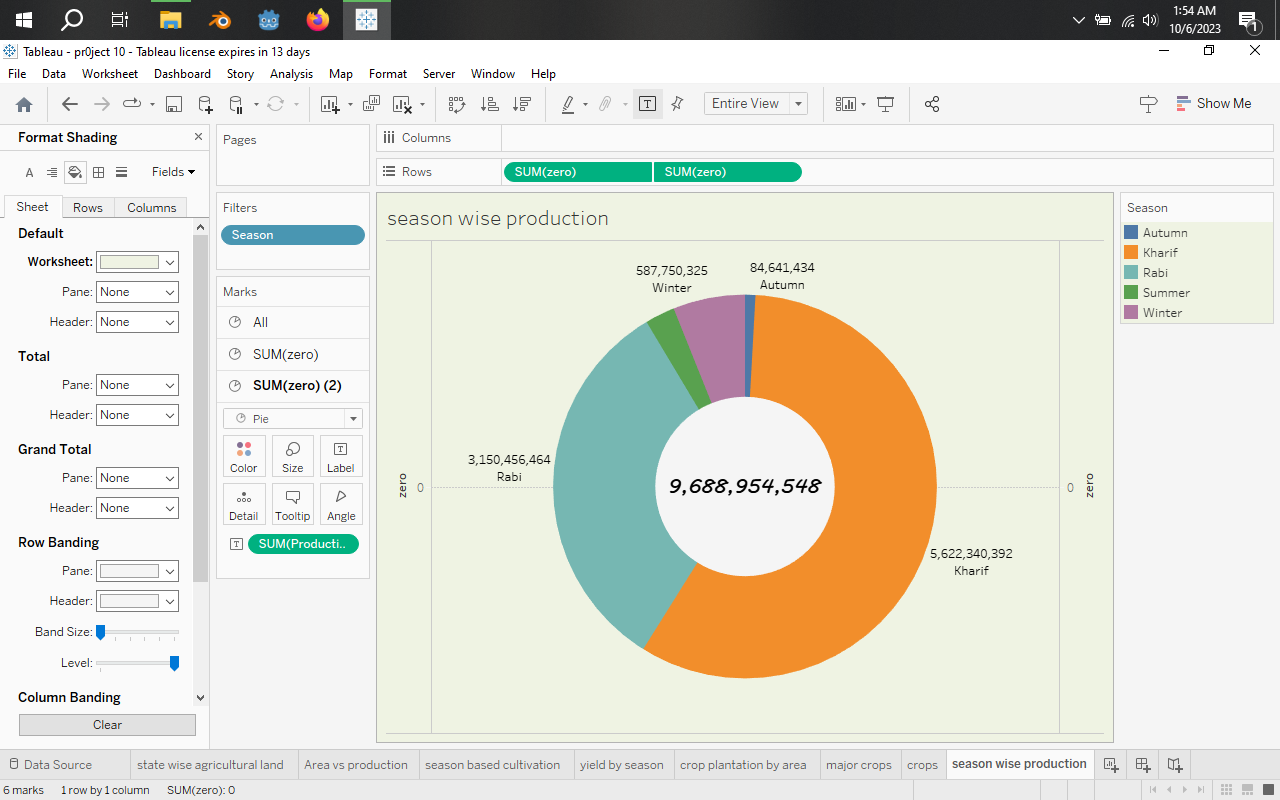 1:54 AM
10/6/2023
1
Tableau - pr0ject 10 - Tableau license expires in 13 days
File Data Worksheet Dashboard Story Analysis Map Format Server Window Help
Entire View
Show Me
Format Shading
Fields
Sheet Rows Columns
Default
Worksheet:
Pane: None
Header: None
Total
Pane: None
Header: None
Grand Total
Pane: None
Header: None
Row Banding
Pane:
Header:
Band Size:
Level:
Column Banding
Clear
Pages
Filters
Season
Marks
All
SUM(zero)
SUM(zero) (2)
Pie
Color Size Label
Detail Tooltip Angle
SUM(Producti..
Columns
Rows SUM(zero) SUM(zero)
season wise production
587,750,325
Winter
84,641,434
Autumn
3,150,456,464
Rabi
9,688,954,548
5,622,340,392
Kharif
zero
0
0
zero
Season
Autumn
Kharif
Rabi
Summer
Winter
Data Source state wise agricultural land Area vs production season based cultivation yield by season crop plantation by area major crops crops season wise production
6 marks 1 row by 1 column SUM(zero): 0